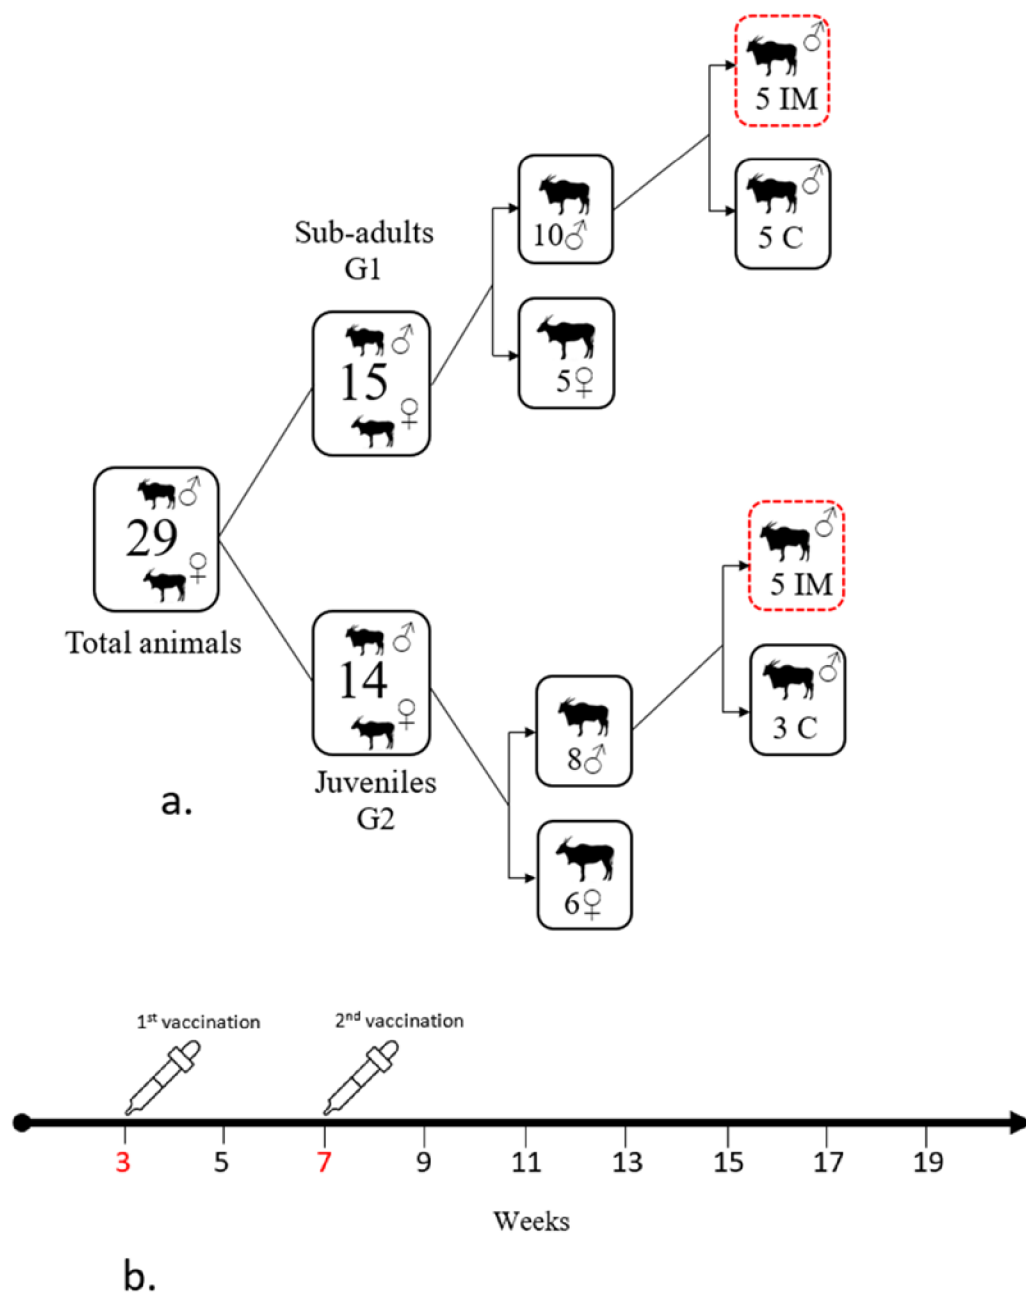 5 IM
5 C
Sub-adults
G1
10♂
5♀
♂
15
♀
♂
29
♀
Total animals
♂
14
♀
Juveniles
G2
8♂
6♀
5 IM
3 C
a.
1st vaccination
2nd vaccination
3 5 7 9 11 13 15 17 19
Weeks
b.